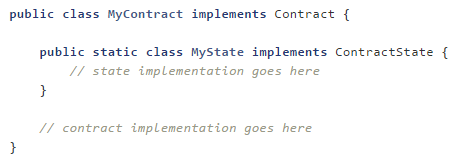 public class MyContract implements Contract {
public static class MyState implements ContractState {
// state implementation goes here
}
// contract implementation goes here
}